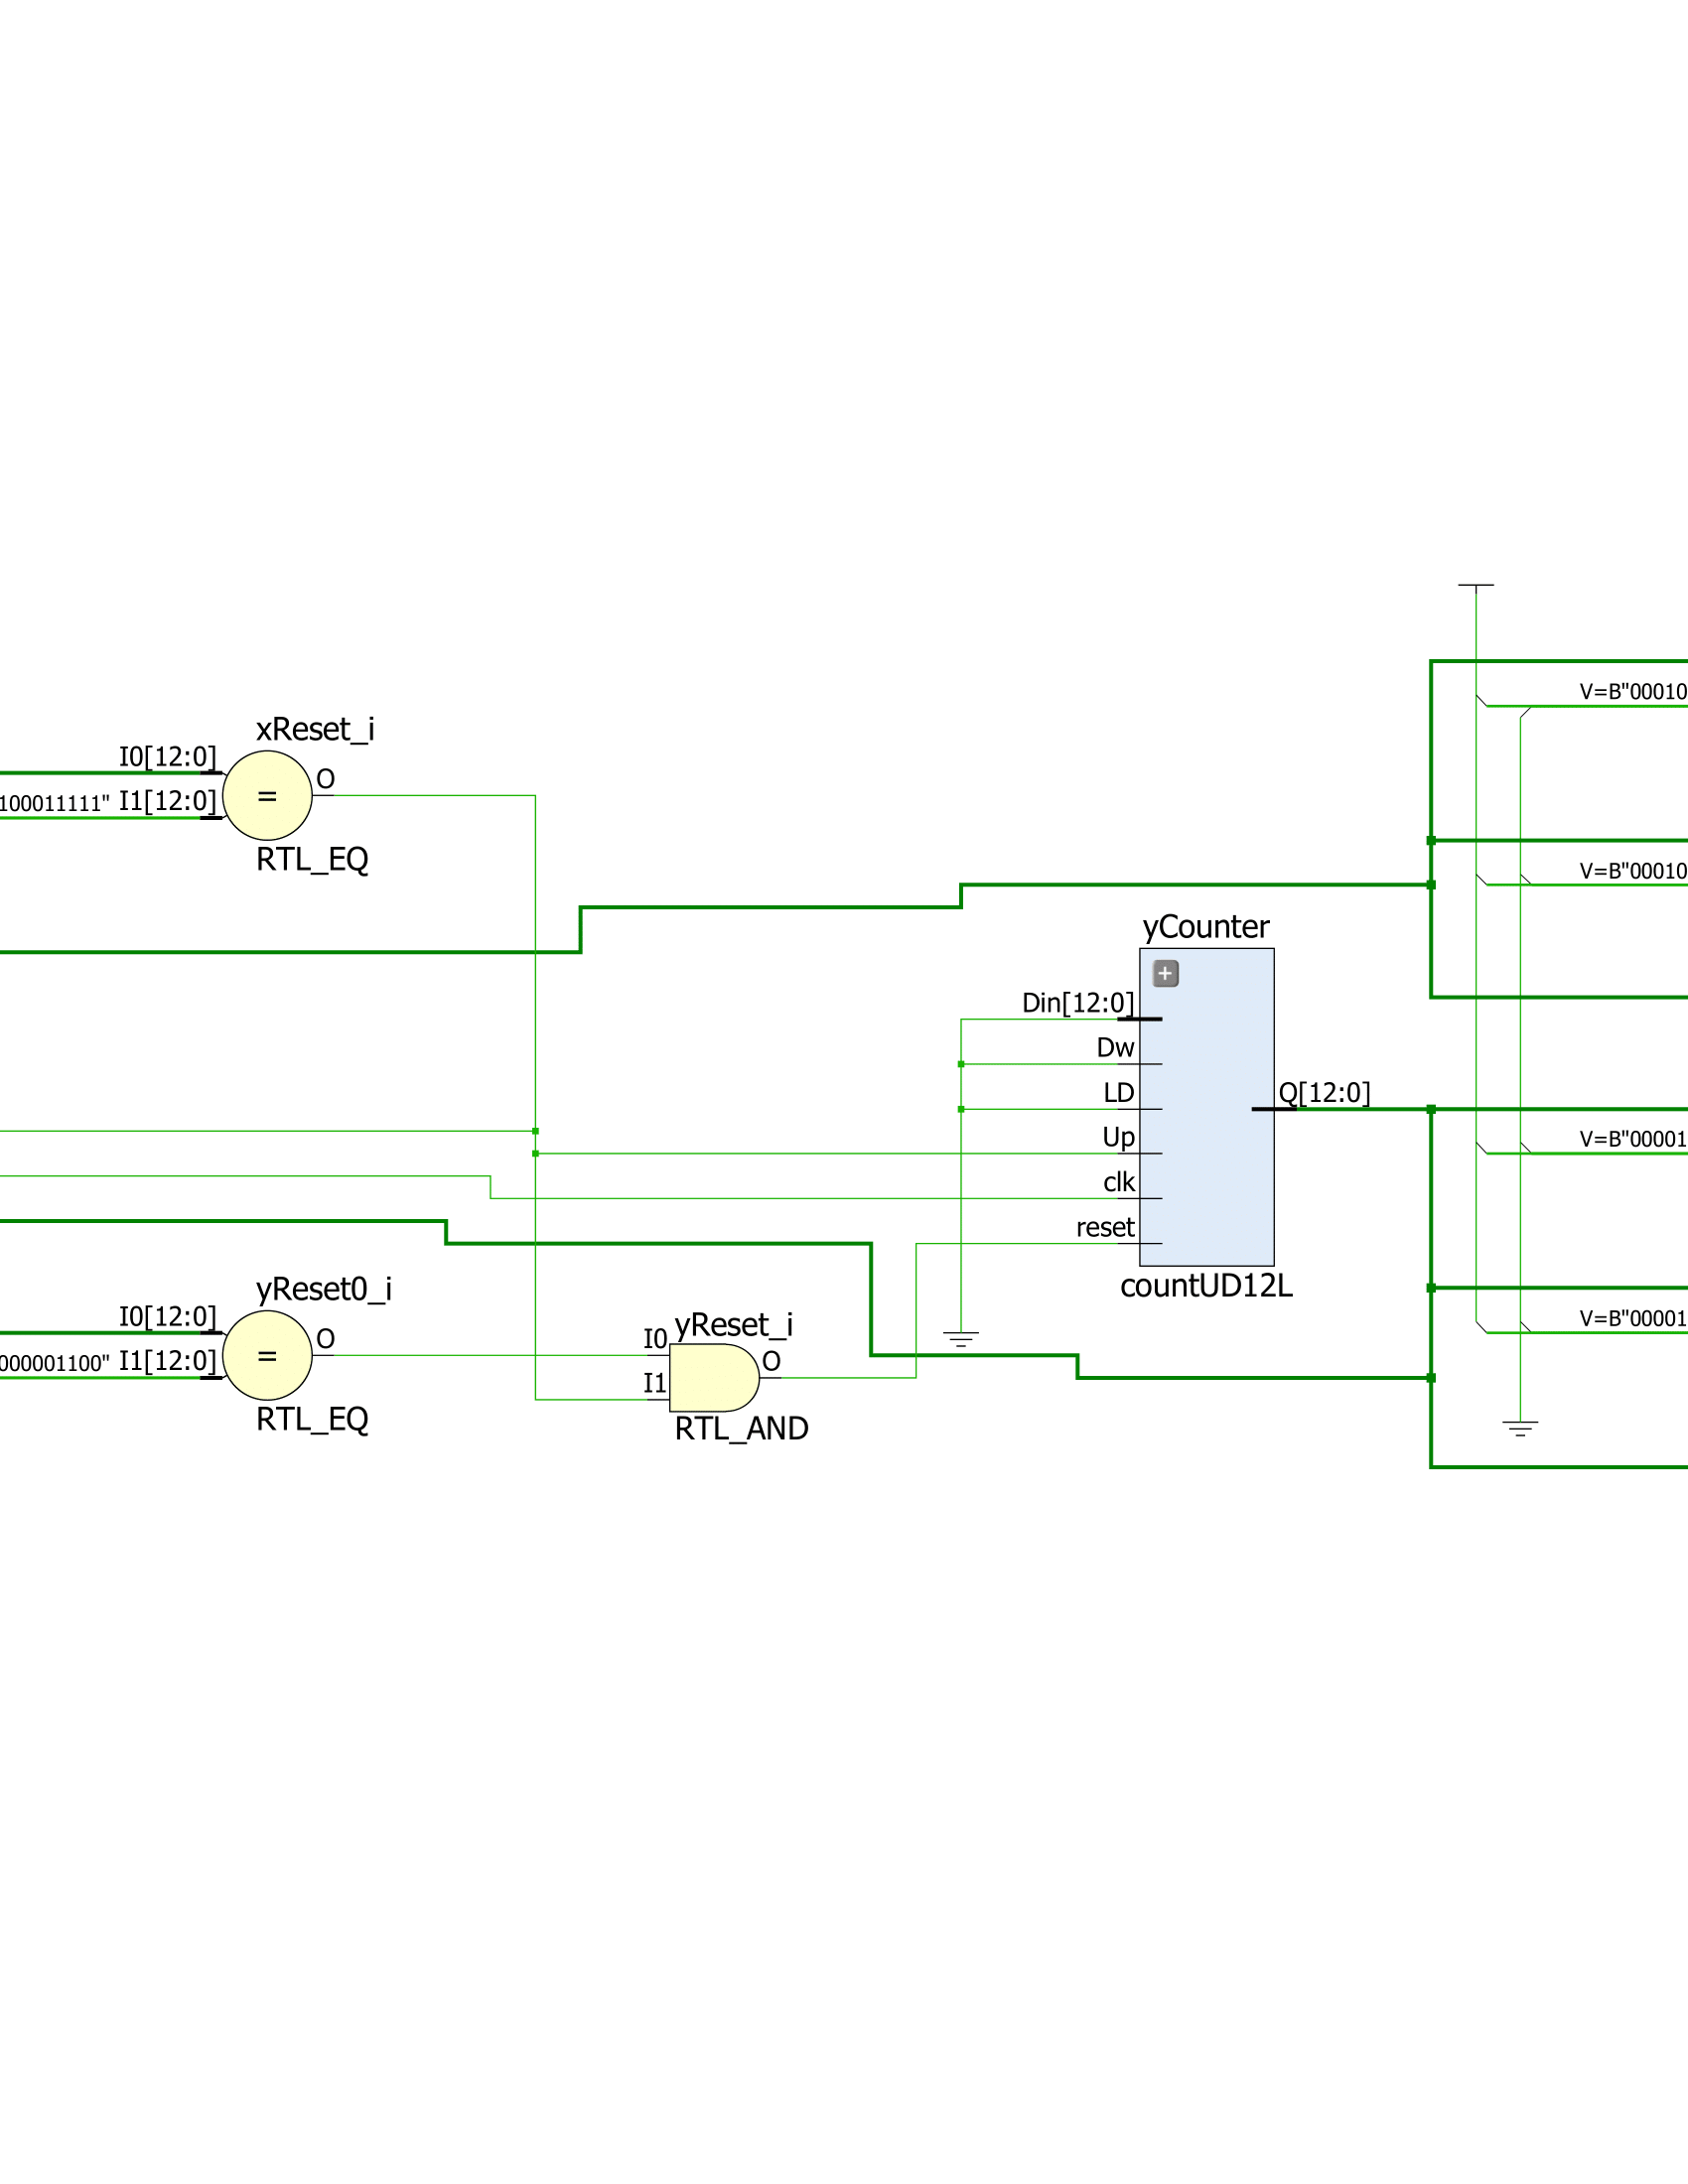 V=B"00010
xReset_i
I0[12:0]
O
100011111" I1[12:0]
=
RTL_EQ
V=B"00010
yCounter
+
Din[12:0]
Dw
LD
Q[12:0]
Up
V=B"00001
clk
reset
countUD12L
yReset0_i
I0[12:0]
O
000001100" I1[12:0]
=
RTL_EQ
yReset_i
I0
O
I1
RTL_AND
V=B"00001